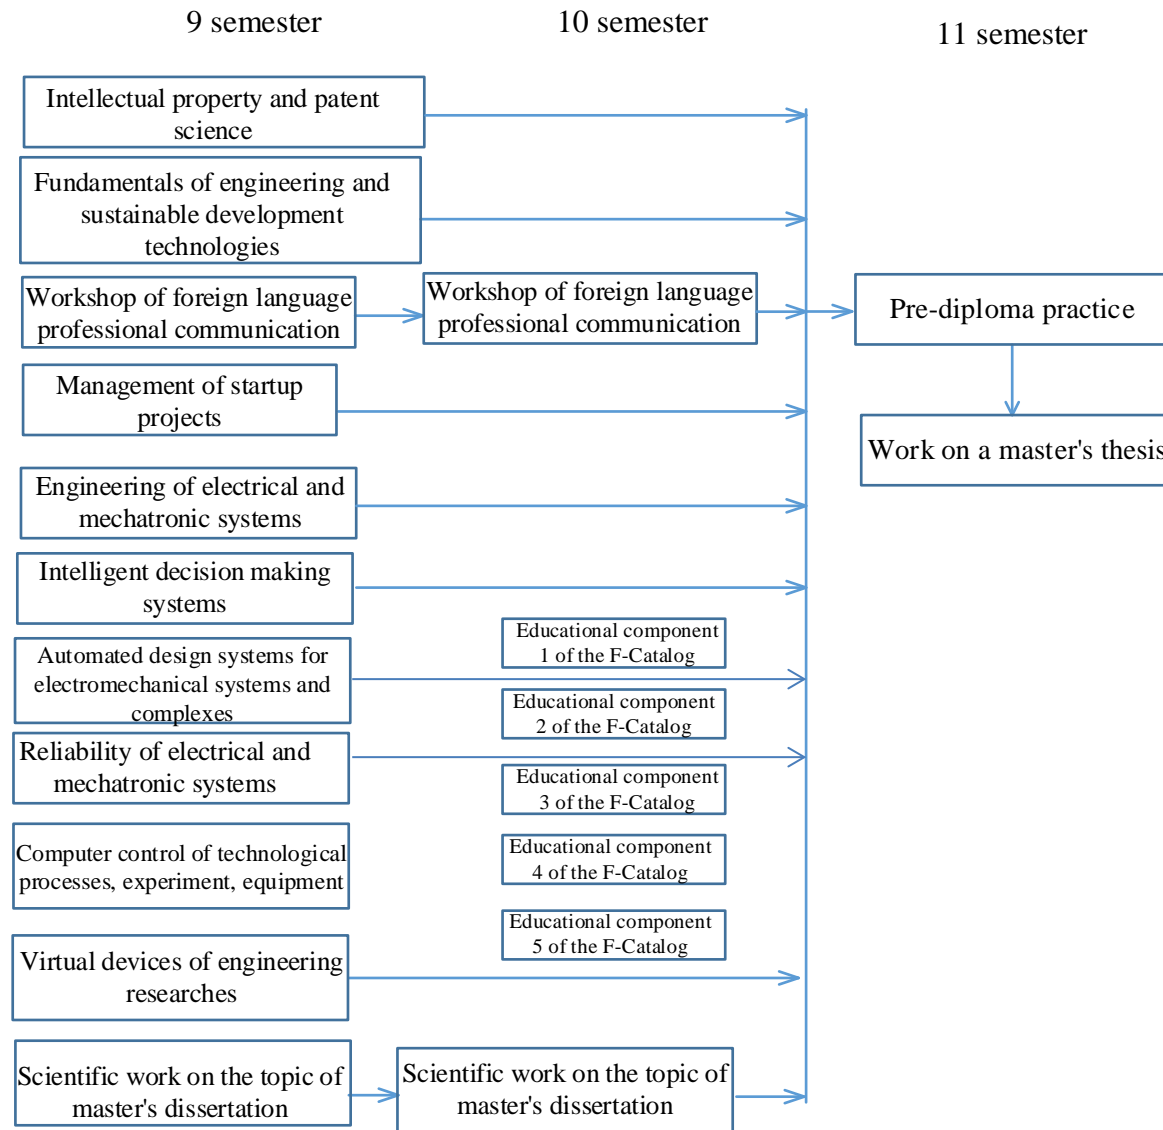 9 semester
10 semester
11 semester
Intellectual property and patent
science
Fundamentals of engineering and
sustainable development
technologies
Workshop of foreign language
professional communication
Workshop of foreign language
professional communication
Pre-diploma practice
Management of startup
projects
Work on a master's thesis
Engineering of electrical and
mechatronic systems
Intelligent decision making
systems
Educational component
1 of the F-Catalog
Automated design systems for
electromechanical systems and
complexes
Educational component
2 of the F-Catalog
Reliability of electrical and
mechatronic systems
Educational component
3 of the F-Catalog
Computer control of technological
processes, experiment, equipment
Educational component
4 of the F-Catalog
Educational component
5 of the F-Catalog
Virtual devices of engineering
researches
Scientific work on the topic of
master's dissertation
Scientific work on the topic of
master's dissertation